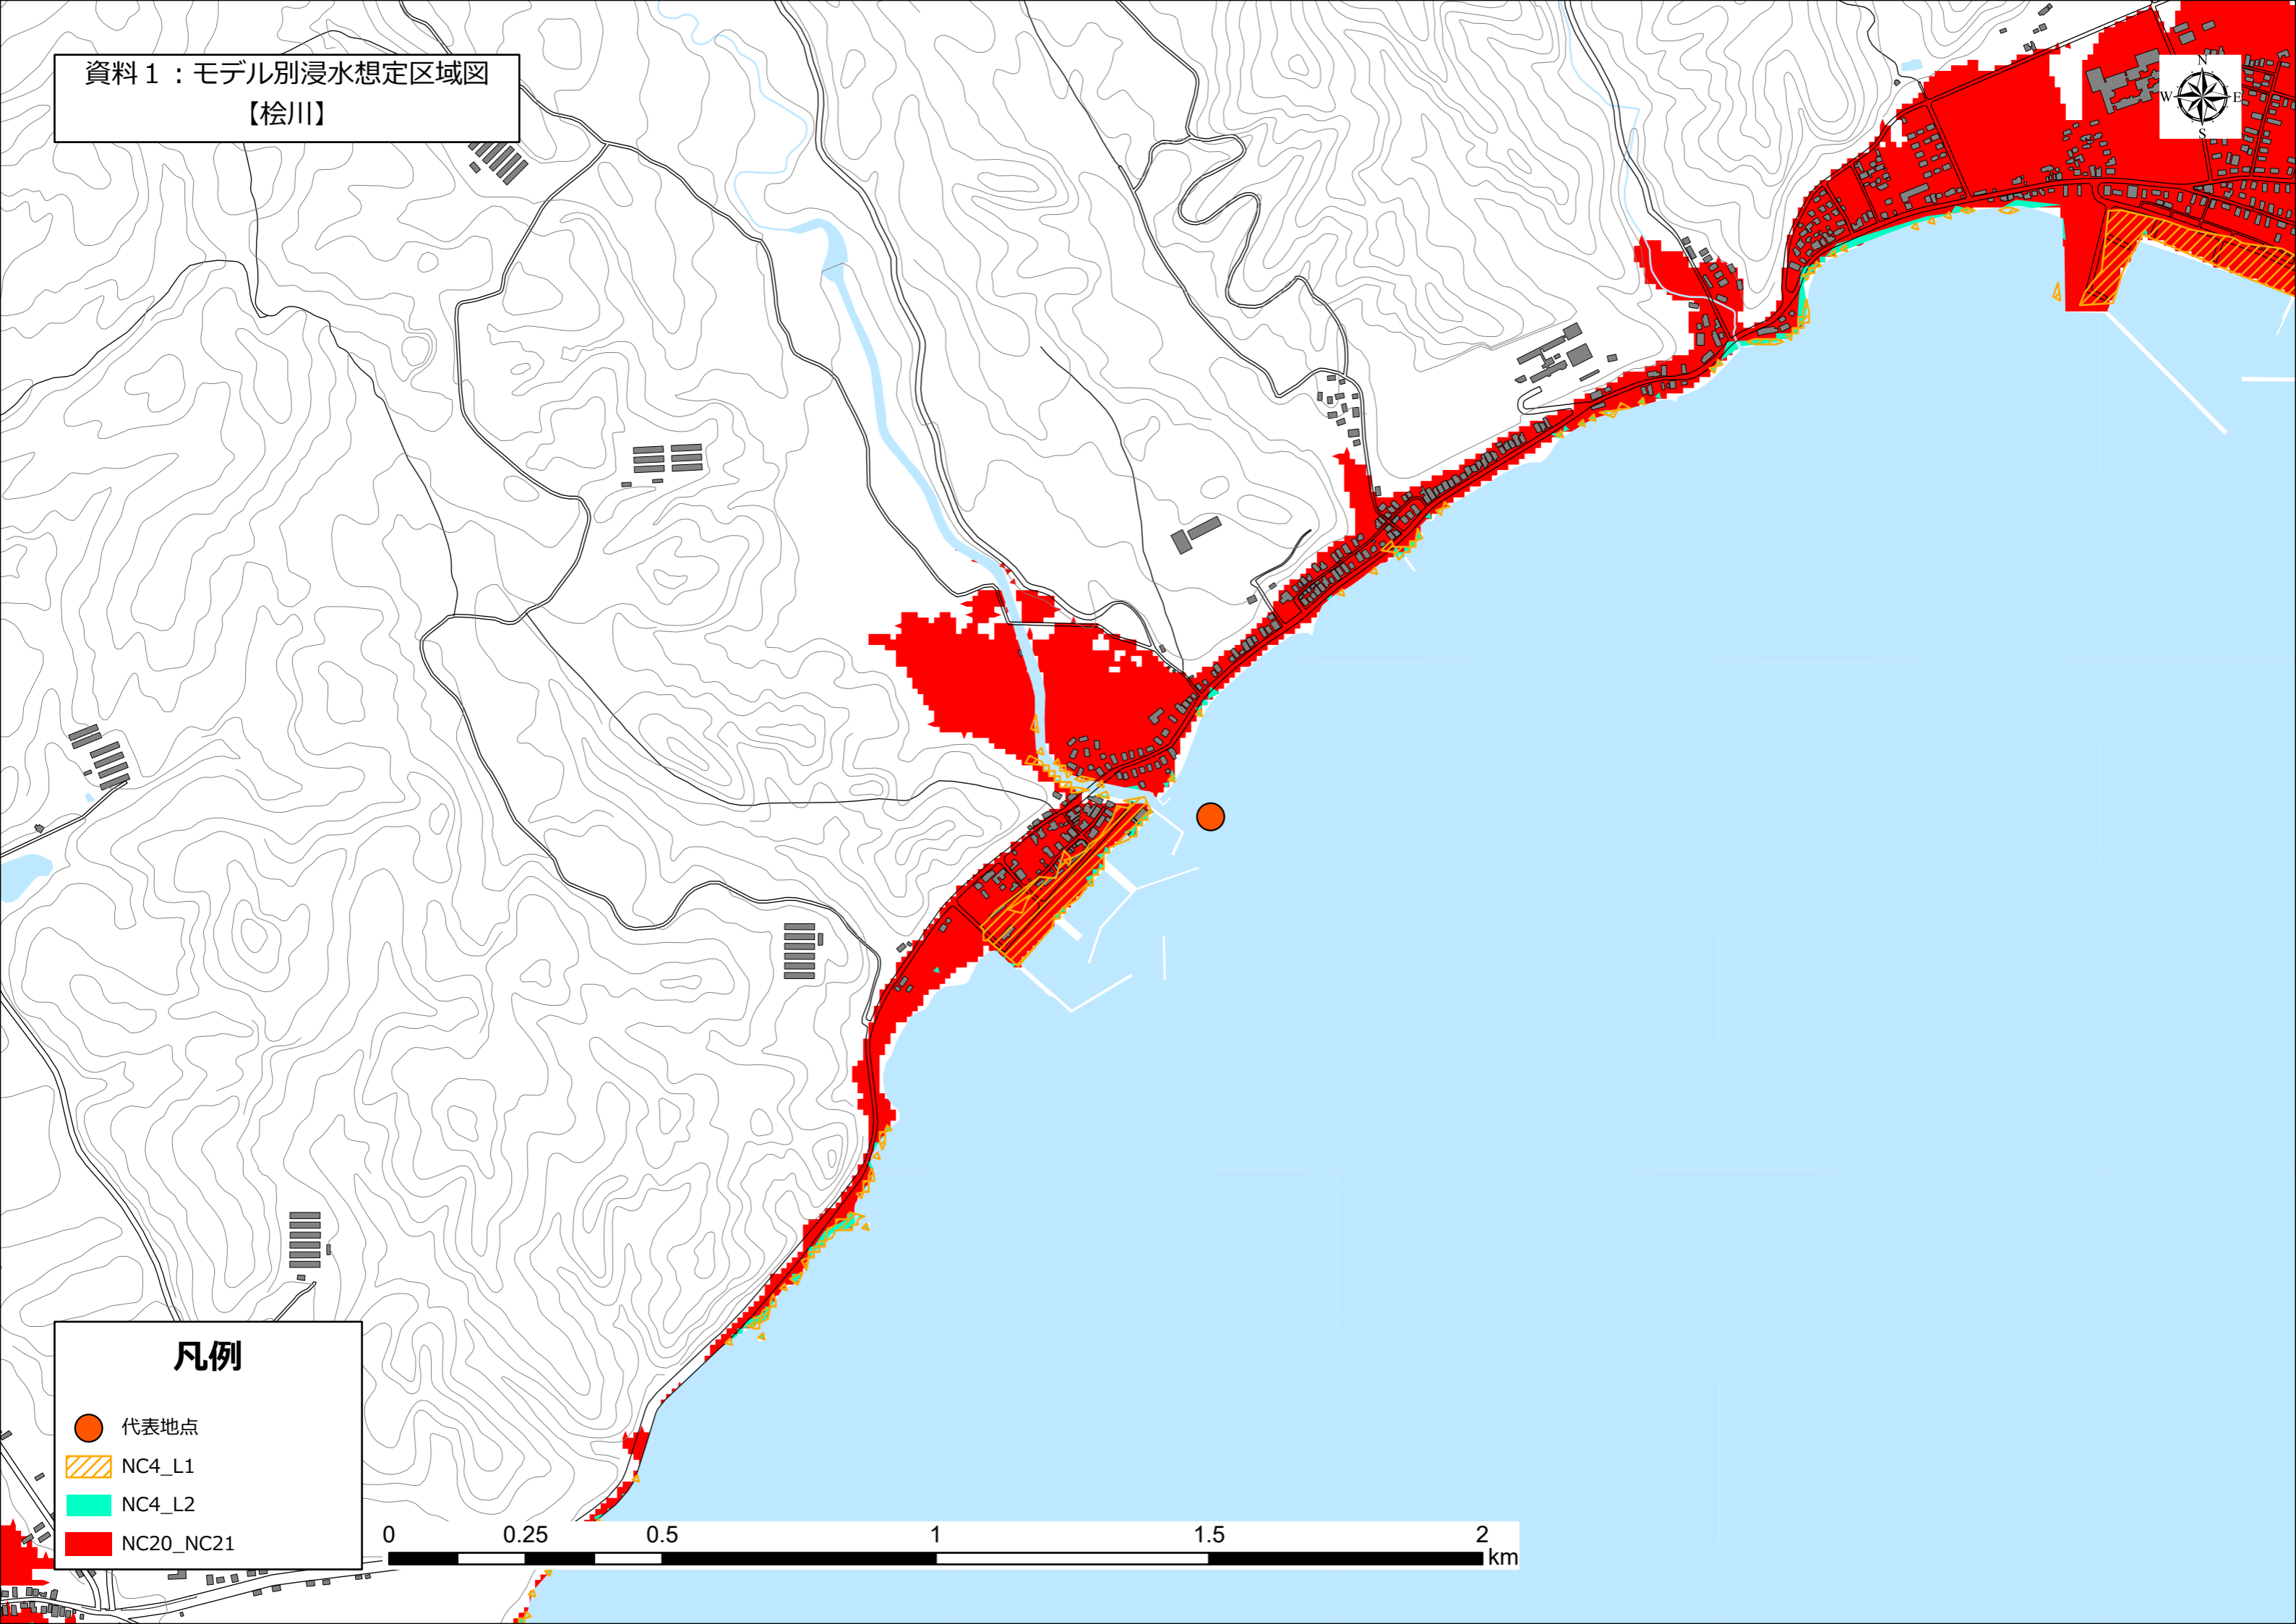 資料１：モデル別浸水想定区域図
【桧川】
N
W E
S
凡例
代表地点
NC4_L1
NC4_L2
NC20_NC21
0 0.25 0.5 1 1.5 2
km